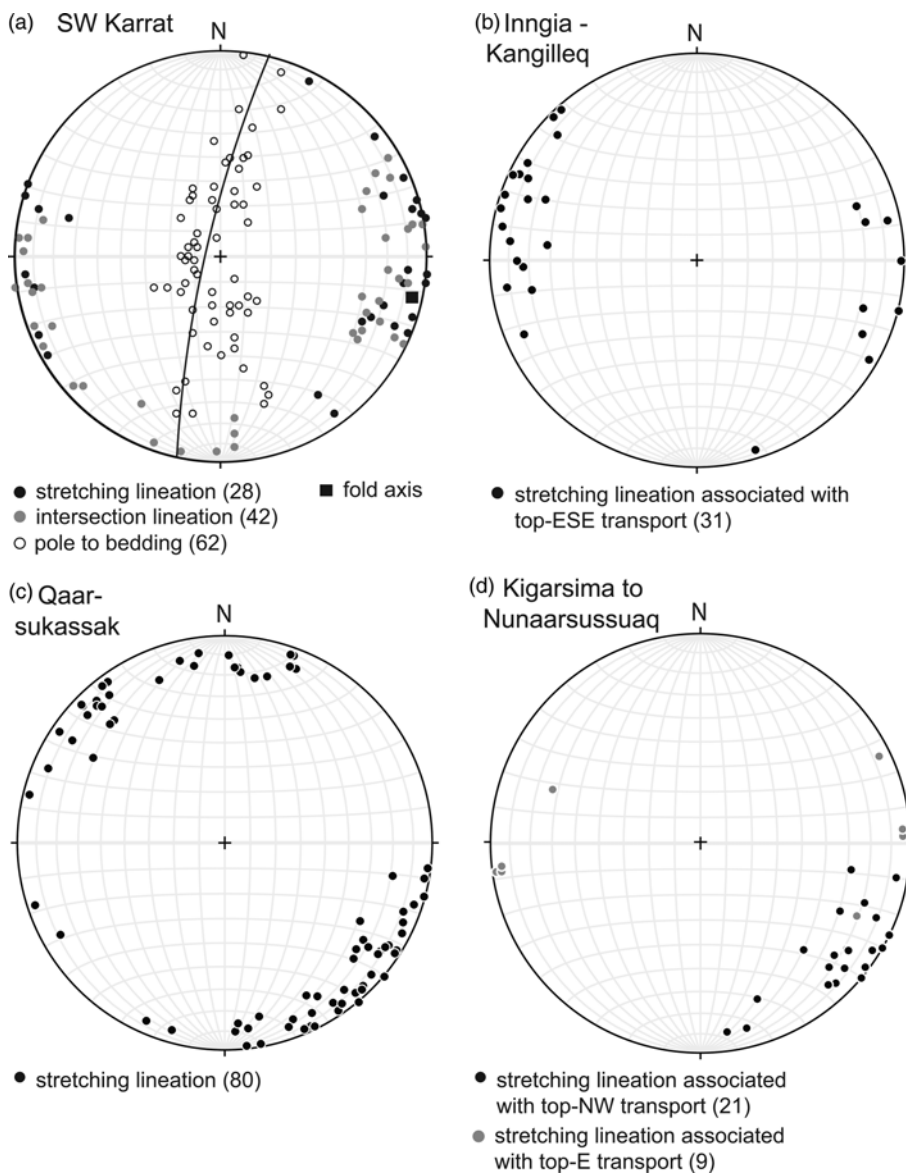 (a) SW Karrat
N
stretching lineation (28)
intersection lineation (42)
pole to bedding (62)
fold axis
(b) Inngia -
Kangilleq
N
stretching lineation associated with
top-ESE transport (31)
(c) Qaar-
sukassak
N
stretching lineation (80)
(d) Kigarsima to
Nunaarsussuaq
N
stretching lineation associated
with top-NW transport (21)
stretching lineation associated
with top-E transport (9)